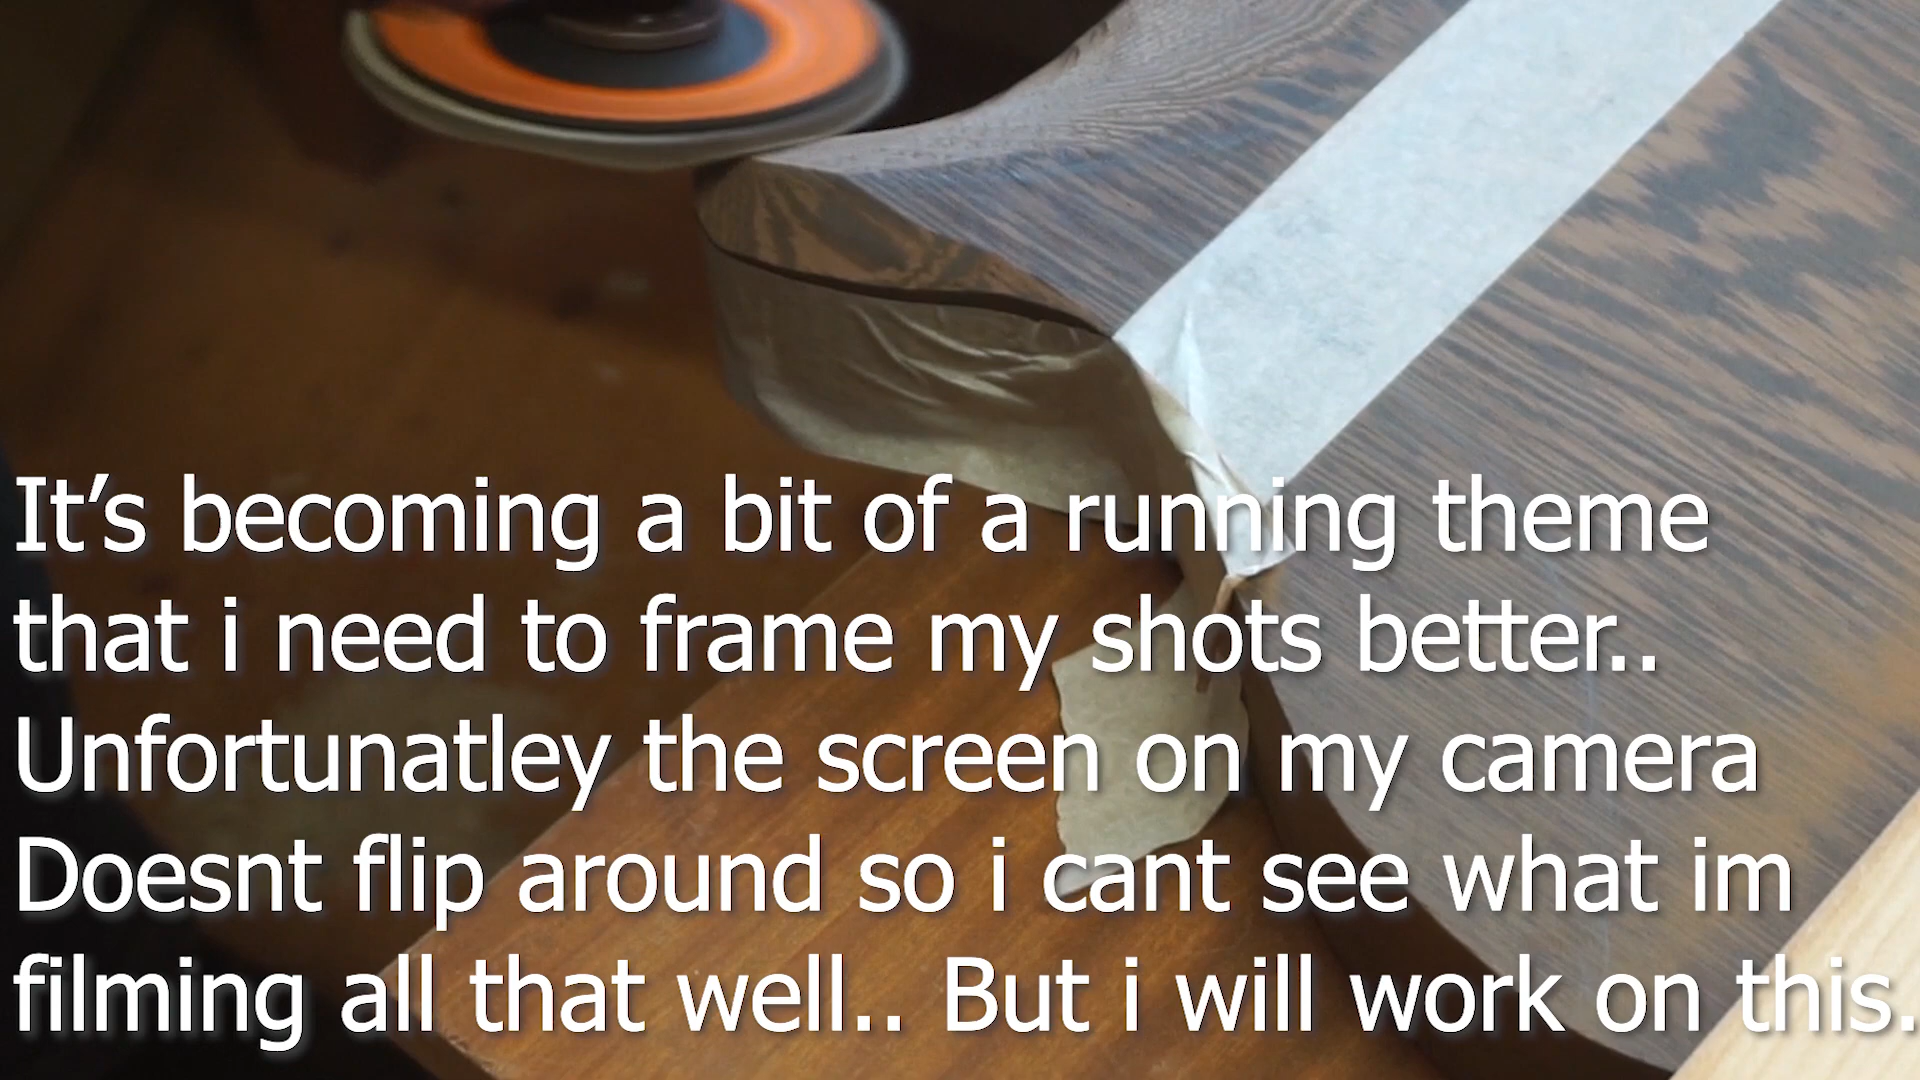 It’s becoming a bit of a running theme
that i need to frame my shots better..
Unfortunatley the screen on my camera
Doesnt flip around so i cant see what im
filming all that well.. But i will work on this.